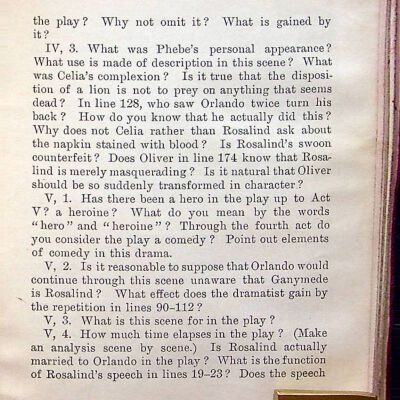 the play? Why not omit it? What is gained by
it?
IV, 3. What was Phebe's personal appearance?
What use is made of description in this scene? What
was Celia's complexion? Is it true that the disposi-
tion of a lion is not to prey on anything that seems
dead? In line 128, who saw Orlando twice turn his
back? How do you know that he actually did this?
Why does not Celia rather than Rosalind ask about
the napkin stained with blood? Is Rosalind's swoon
counterfeit? Does Oliver in line 174 know that Rosa-
lind is merely masquerading? Is it natural that Oliver
should be so suddenly transformed in character?
V, 1. Has there been a hero in the play up to Act
V? a heroine? What do you mean by the words
"hero" and "heroine"? Through the fourth act do
you consider the play a comedy? Point out elements
of comedy in this drama.
V, 2. Is it reasonable to suppose that Orlando would
continue through this scene unaware that Ganymede
is Rosalind? What effect does the dramatist gain by
the repetition in lines 90–112?
V, 3. What is this scene for in the play?
V, 4. How much time elapses in the play? (Make
an analysis scene by scene.) Is Rosalind actually
married to Orlando in the play? What is the function
of Rosalind's speech in lines 19–23? Does the speech